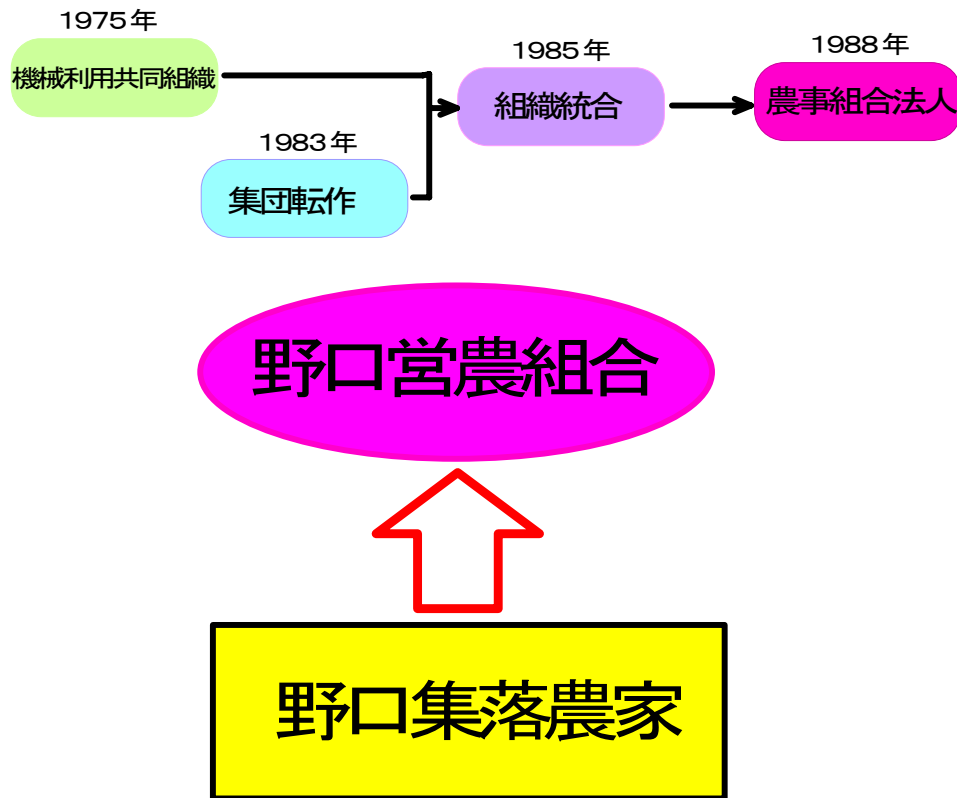 1975年
機械利用共同組織
1983年
集団転作
1985年
組織統合
1988年
農事組合法人
野口営農組合
野口集落農家